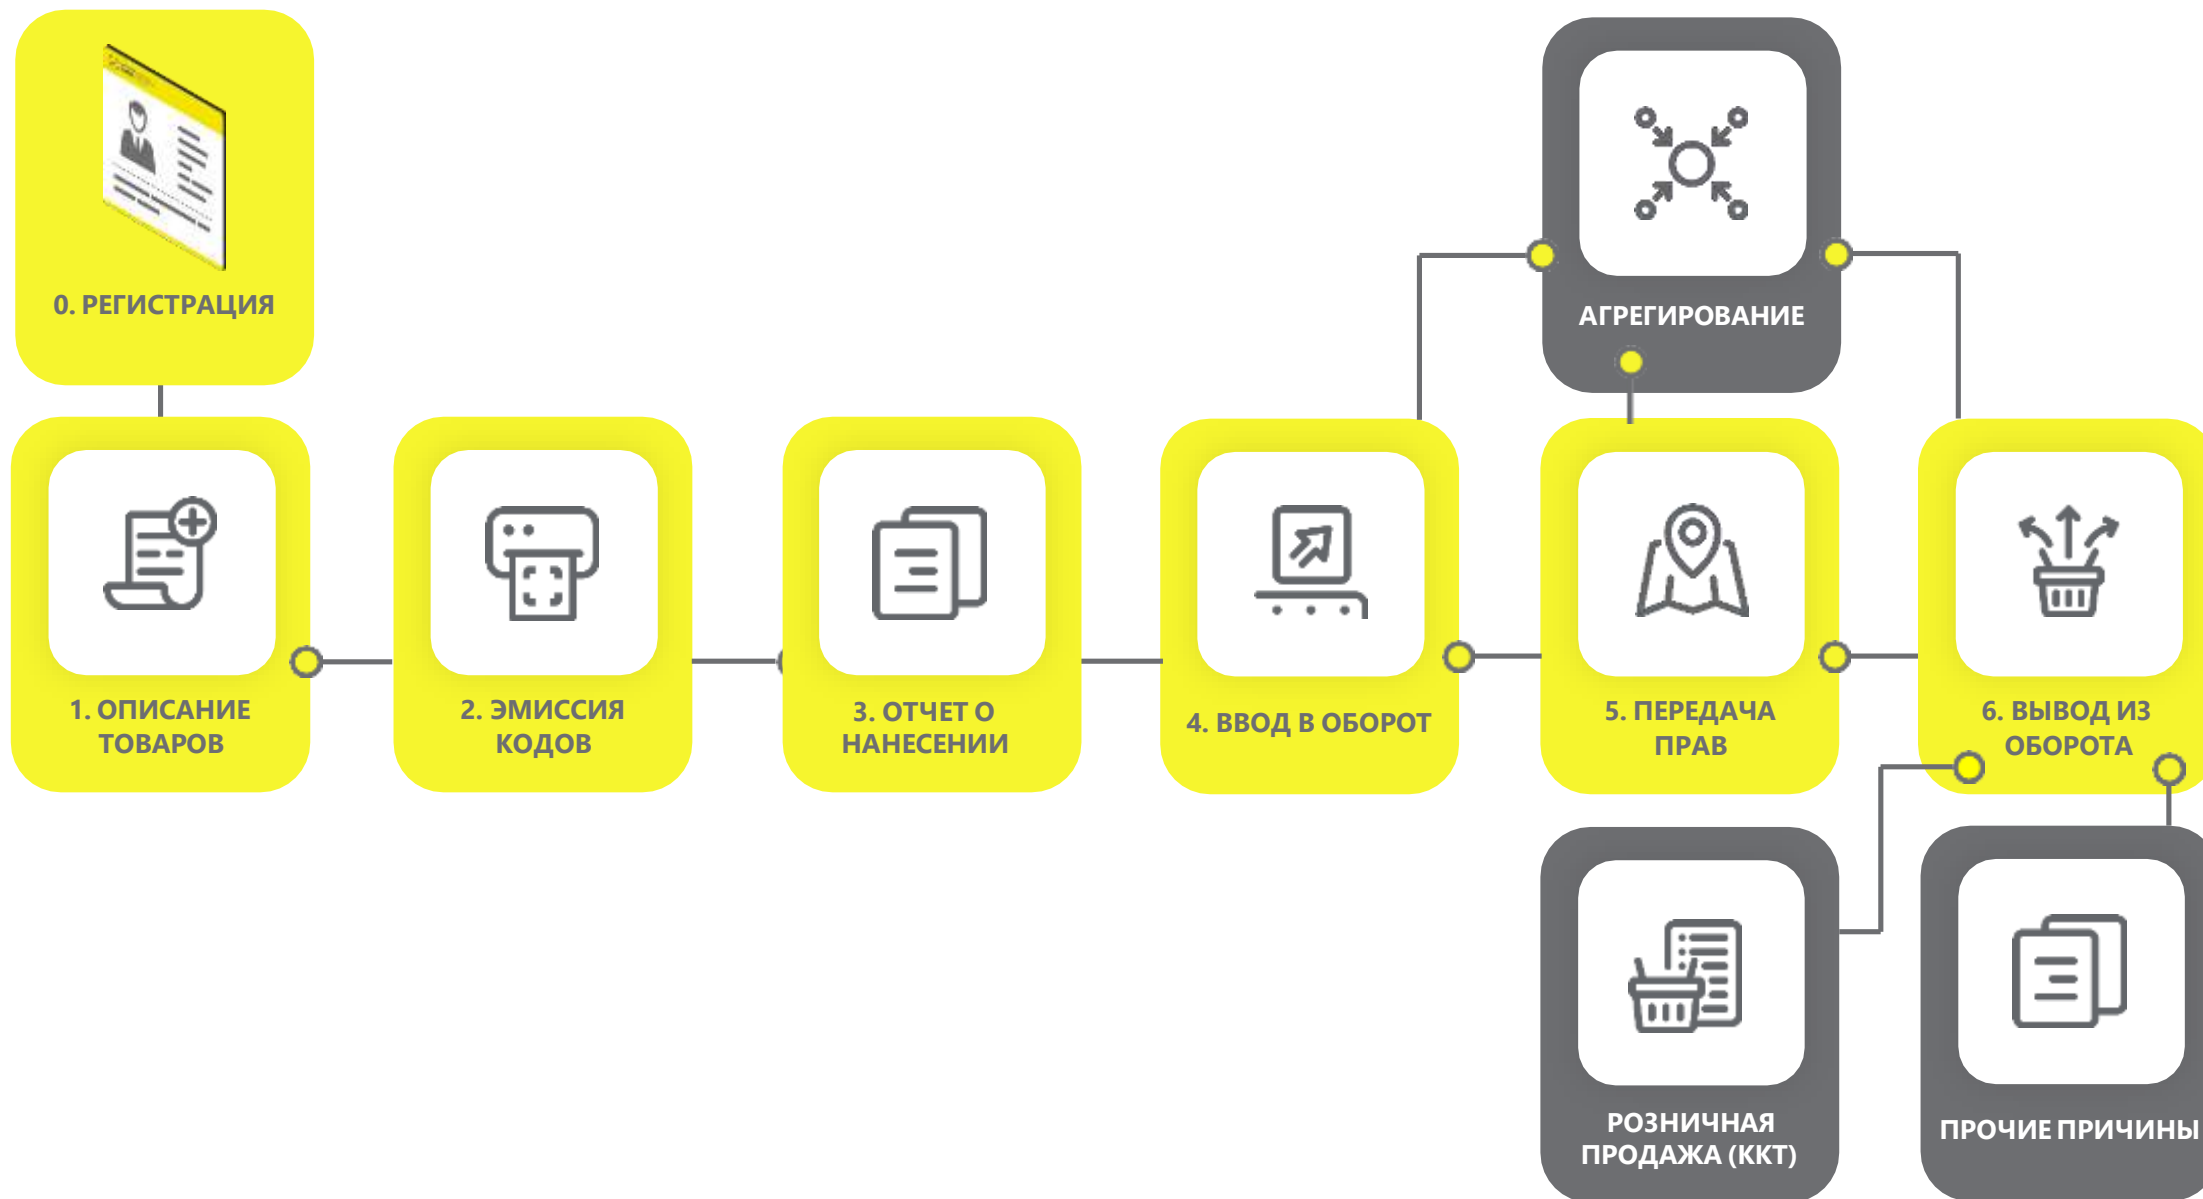 0. РЕГИСТРАЦИЯ
АГРЕГИРОВАНИЕ
1. ОПИСАНИЕ
ТОВАРОВ
2. ЭМИССИЯ
КОДОВ
3. ОТЧЕТ О
НАНЕСЕНИИ
4. ВВОД В ОБОРОТ
5. ПЕРЕДАЧА
ПРАВ
6. ВЫВОД ИЗ
ОБОРОТА
РОЗНИЧНАЯ
ПРОДАЖА (ККТ)
ПРОЧИЕ ПРИЧИНЫ